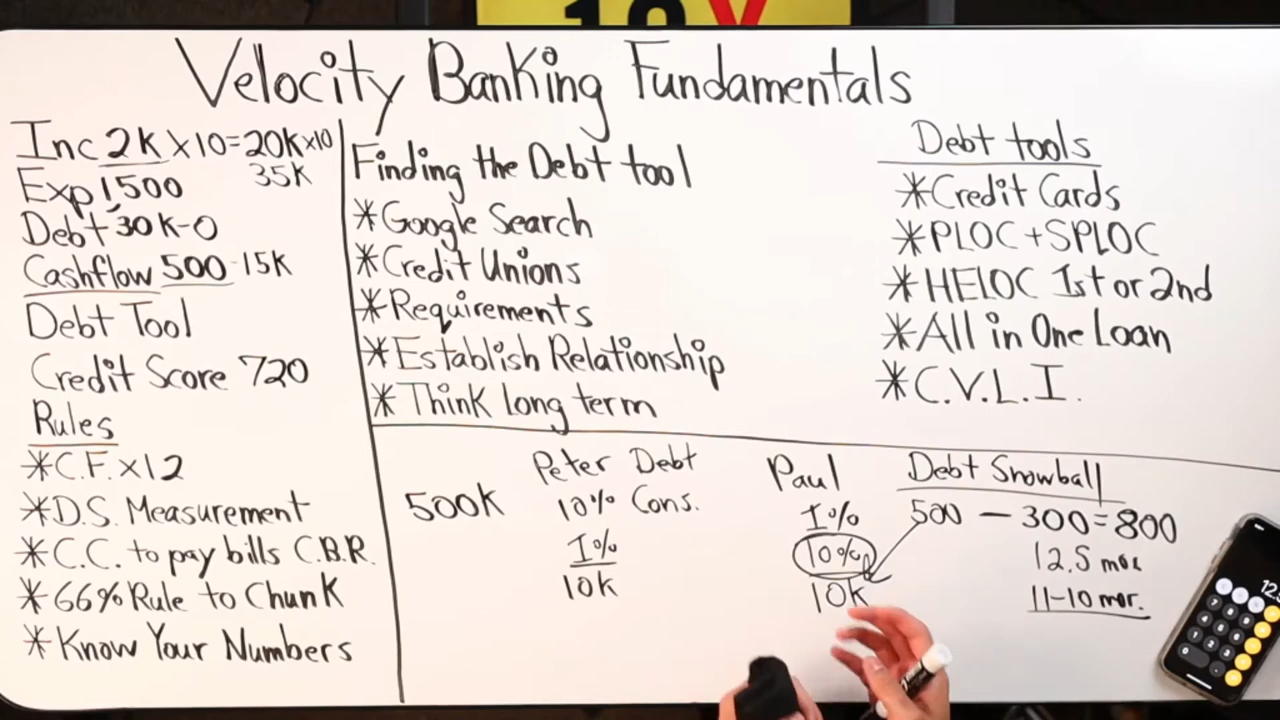 Velocity Banking Fundamentals
Inc 2K x10=20K x10
Exp 1,500 35K
Debt 30K-0
Cashflow 500 15K
Debt Tool
Credit Score 720
Rules
*C.F. x12
*D.S. Measurement
*C.C. to pay bills C.B.R.
*66% Rule to Chunk
*Know Your Numbers
Finding the Debt tool
*Google Search
*Credit Unions
*Requirements
*Establish Relationship
*Think long term
Debt tools
*Credit Cards
*PLOC+SPLOC
*HELOC 1st or 2nd
*All in One Loan
*C.V.L.I.
500K
Peter Debt
10% Cons.
I%
10K
Paul
I%
10%
10K
Debt Snowball
500 - 300=800
12.5 mos
11-10 mor.